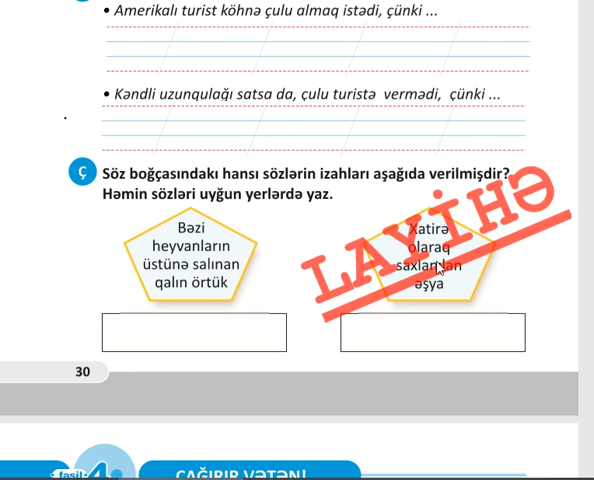 • Amerikalı turist köhnə çulu almaq istədi, çünki ...
• Kəndli uzunqulağı satsa da, çulu turistə vermədi, çünki ...
Ç Söz boğçasındakı hansı sözlərin izahları aşağıda verilmişdir?
Həmin sözləri uyğun yerlərdə yaz.
Bəzi
heyvanların
üstünə salınan
qalın örtük
Xatirə
olaraq
saxlanılan
əşya
LAYİHƏ
30
fəsil: 4
ÇAĞIRIR VƏTƏN!